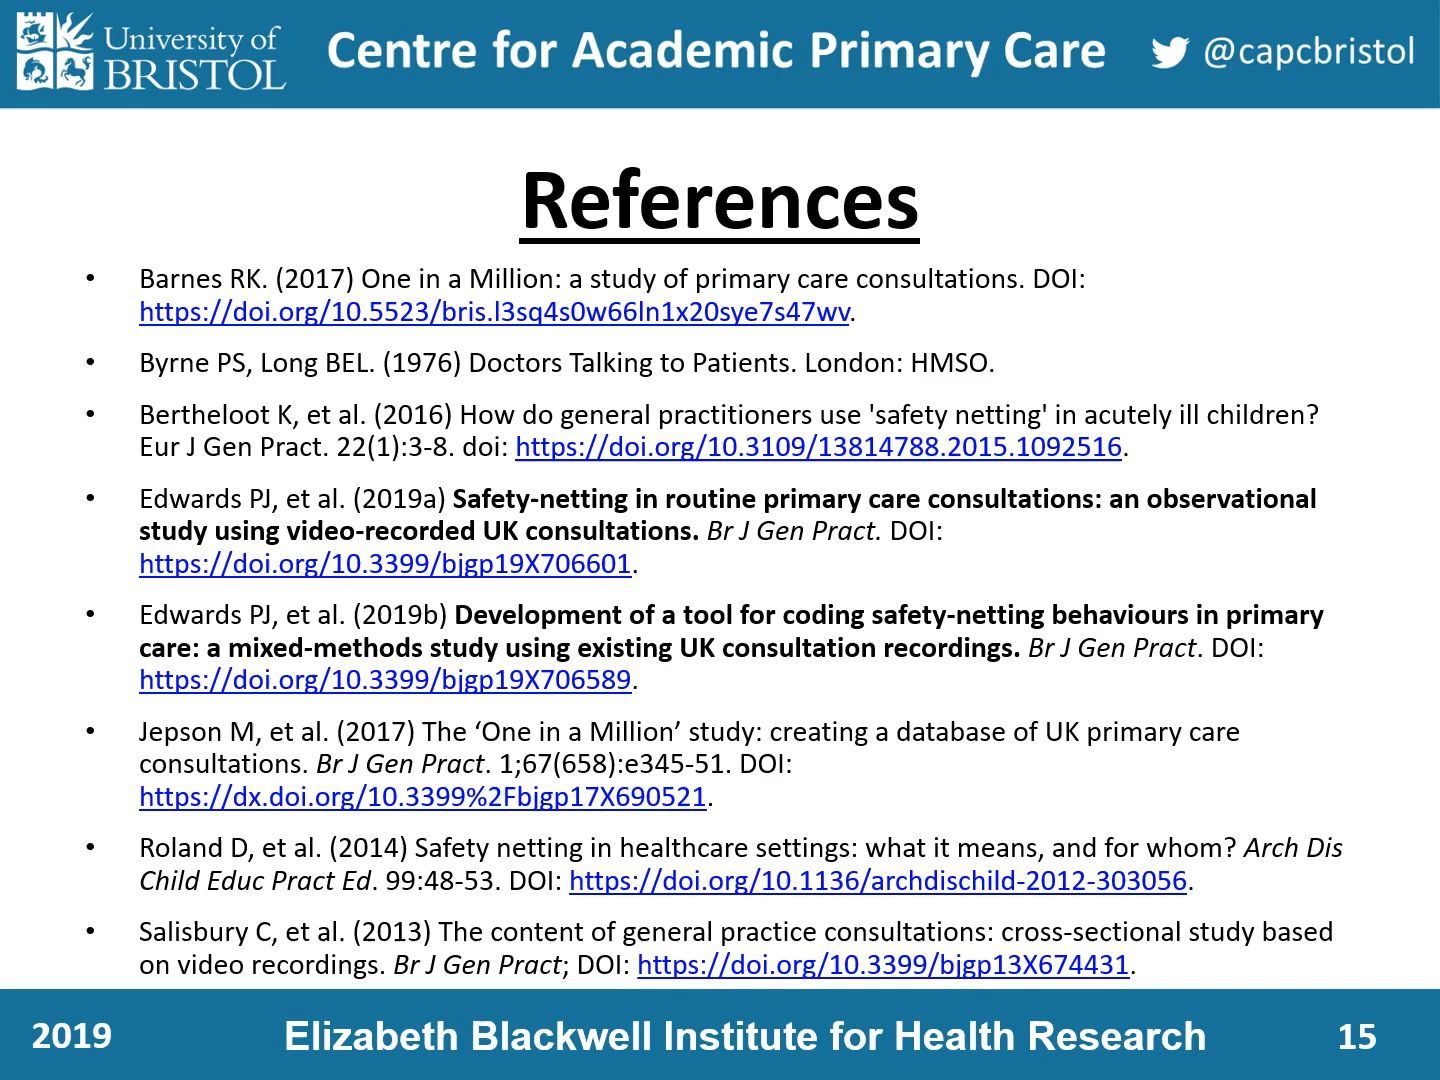 University of
BRISTOL
Centre for Academic Primary Care
@capcbristol
References
• Barnes RK. (2017) One in a Million: a study of primary care consultations. DOI:
https://doi.org/10.5523/bris.l3sq4s0w66ln1x20sye7s47wv.
• Byrne PS, Long BEL. (1976) Doctors Talking to Patients. London: HMSO.
• Bertheloot K, et al. (2016) How do general practitioners use 'safety netting' in acutely ill children?
Eur J Gen Pract. 22(1):3-8. doi: https://doi.org/10.3109/13814788.2015.1092516.
• Edwards PJ, et al. (2019a) Safety-netting in routine primary care consultations: an observational
study using video-recorded UK consultations. Br J Gen Pract. DOI:
https://doi.org/10.3399/bjgp19X706601.
• Edwards PJ, et al. (2019b) Development of a tool for coding safety-netting behaviours in primary
care: a mixed-methods study using existing UK consultation recordings. Br J Gen Pract. DOI:
https://doi.org/10.3399/bjgp19X706589.
• Jepson M, et al. (2017) The ‘One in a Million’ study: creating a database of UK primary care
consultations. Br J Gen Pract. 1;67(658):e345-51. DOI:
https://dx.doi.org/10.3399%2Fbjgp17X690521.
• Roland D, et al. (2014) Safety netting in healthcare settings: what it means, and for whom? Arch Dis
Child Educ Pract Ed. 99:48-53. DOI: https://doi.org/10.1136/archdischild-2012-303056.
• Salisbury C, et al. (2013) The content of general practice consultations: cross-sectional study based
on video recordings. Br J Gen Pract; DOI: https://doi.org/10.3399/bjgp13X674431.
2019
Elizabeth Blackwell Institute for Health Research
15